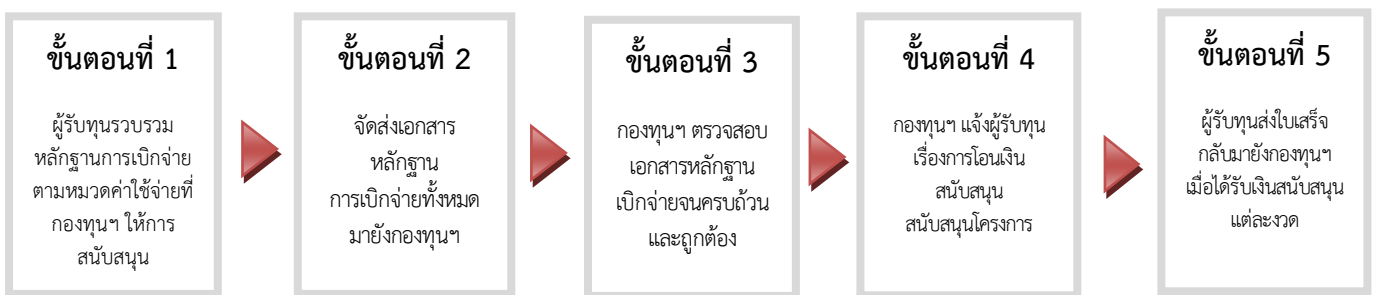 ขั้นตอนที่ 1
ผู้รับทุนรวบรวม
หลักฐานการเบิกจ่าย
ตามหมวดค่าใช้จ่ายที่
กองทุนฯ ให้การ
สนับสนุน
ขั้นตอนที่ 2
จัดส่งเอกสาร
หลักฐาน
การเบิกจ่ายทั้งหมด
มายังกองทุนฯ
ขั้นตอนที่ 3
กองทุนฯ ตรวจสอบ
เอกสารหลักฐาน
เบิกจ่ายจนครบถ้วน
และถูกต้อง
ขั้นตอนที่ 4
กองทุนฯ แจ้งผู้รับทุน
เรื่องการโอนเงิน
สนับสนุน
สนับสนุนโครงการ
ขั้นตอนที่ 5
ผู้รับทุนส่งใบเสร็จ
กลับมายังกองทุนฯ
เมื่อได้รับเงินสนับสนุน
แต่ละงวด